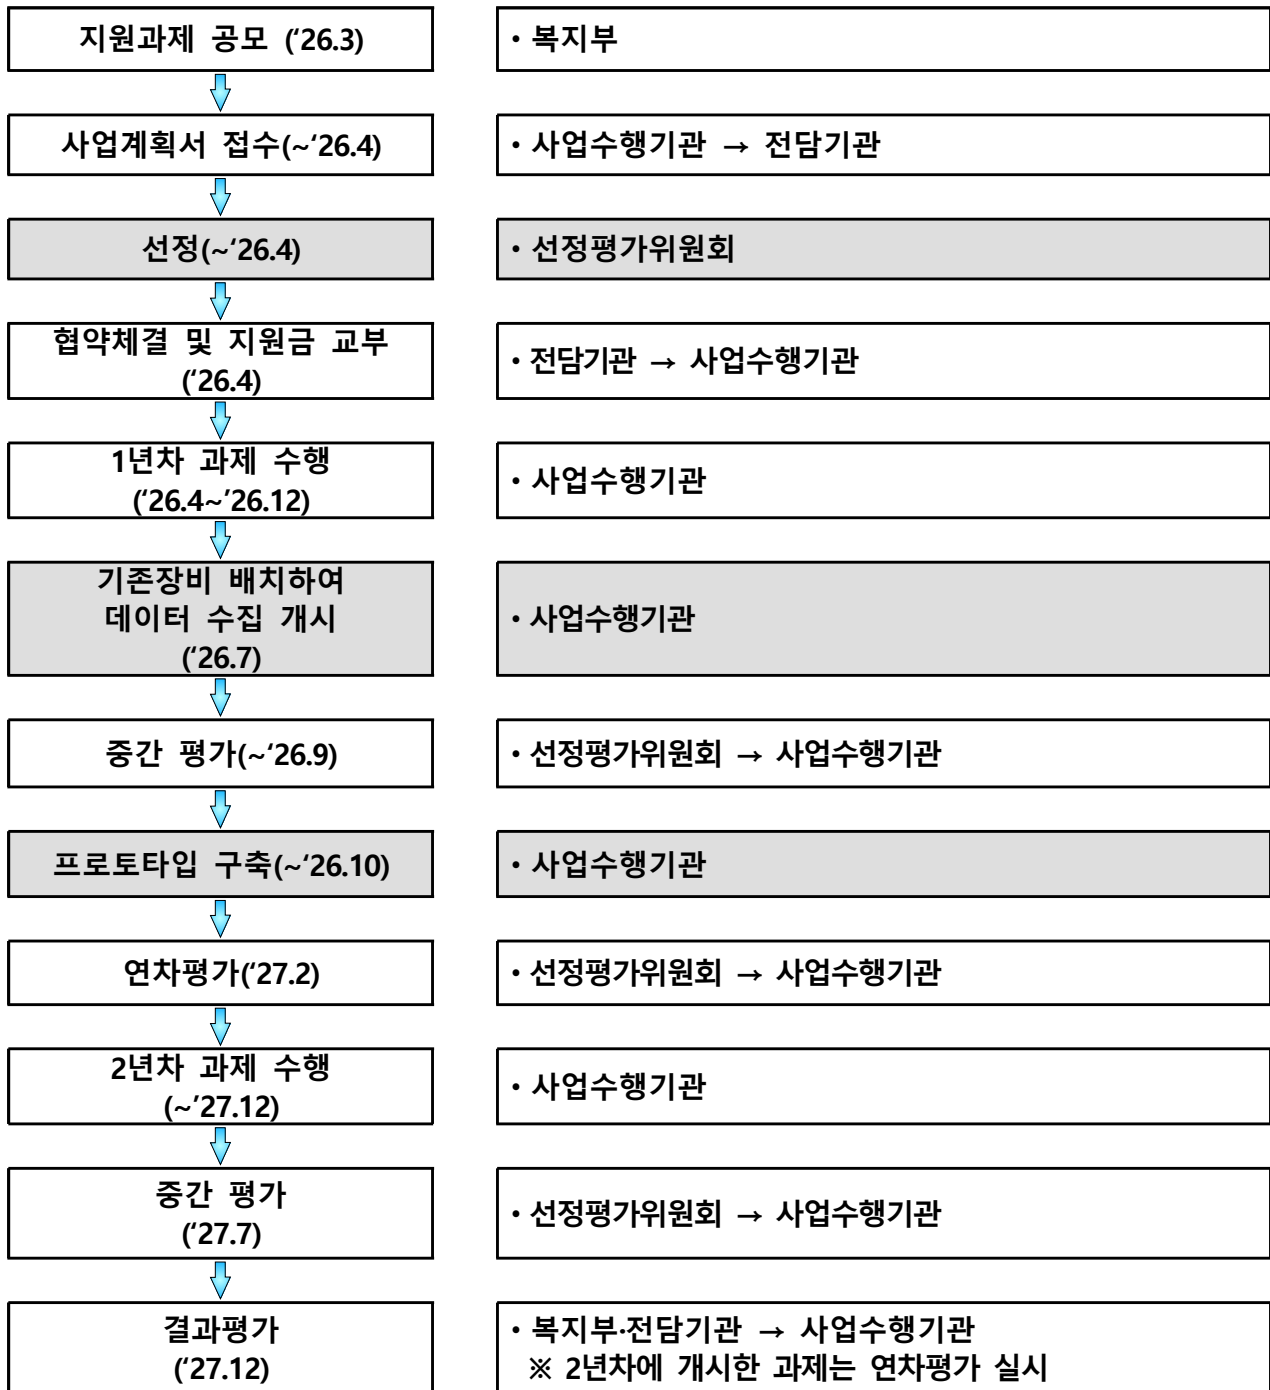 지원과제 공모 (‘26.3)
・복지부
사업계획서 접수(~‘26.4)
・사업수행기관 → 전담기관
선정(~‘26.4)
・선정평가위원회
협약체결 및 지원금 교부
(‘26.4)
・전담기관 → 사업수행기관
1년차 과제 수행
(‘26.4~’26.12)
・사업수행기관
기존장비 배치하여
데이터 수집 개시
(‘26.7)
・사업수행기관
중간 평가(~‘26.9)
・선정평가위원회 → 사업수행기관
프로토타입 구축(~‘26.10)
・사업수행기관
연차평가(‘27.2)
・선정평가위원회 → 사업수행기관
2년차 과제 수행
(~’27.12)
・사업수행기관
중간 평가
(‘27.7)
・선정평가위원회 → 사업수행기관
결과평가
(‘27.12)
・복지부·전담기관 → 사업수행기관
※ 2년차에 개시한 과제는 연차평가 실시